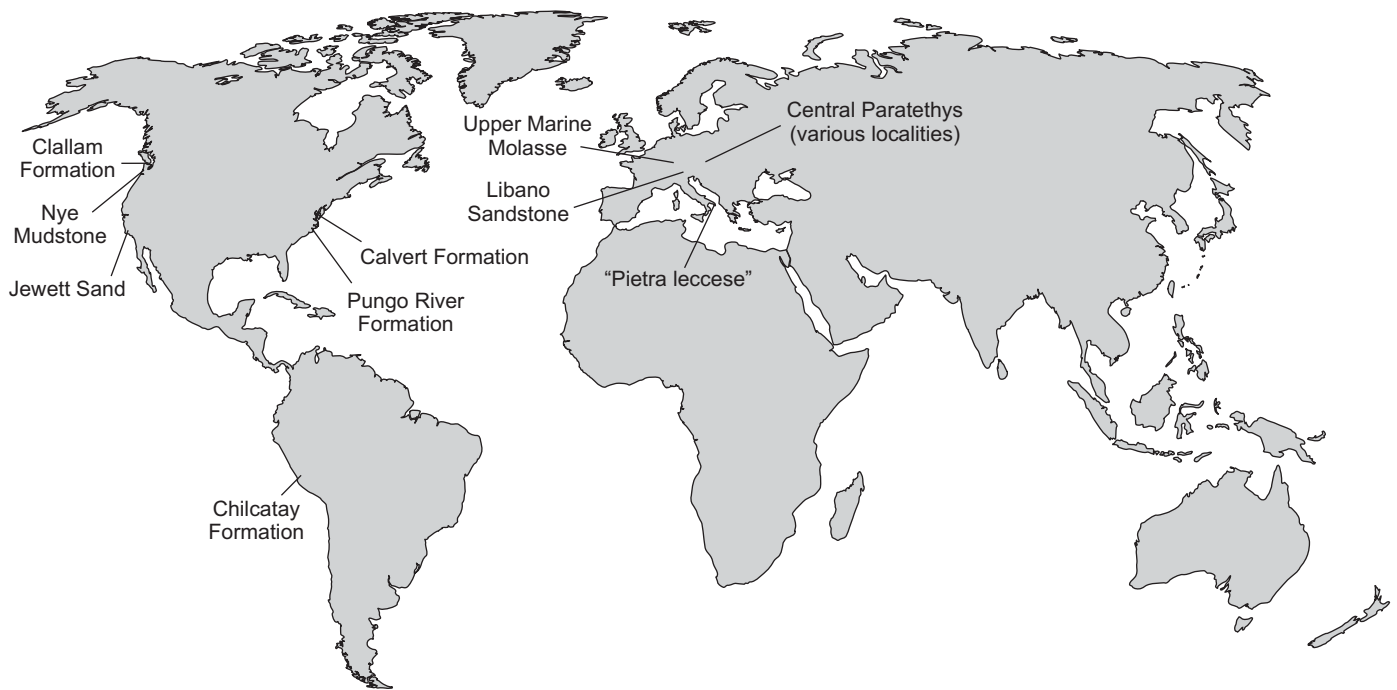 Clallam
Formation
Nye
Mudstone
Jewett Sand
Calvert Formation
Pungo River
Formation
Chilcatay
Formation
Upper Marine
Molasse
Libano
Sandstone
“Pietra leccese”
Central Paratethys
(various localities)